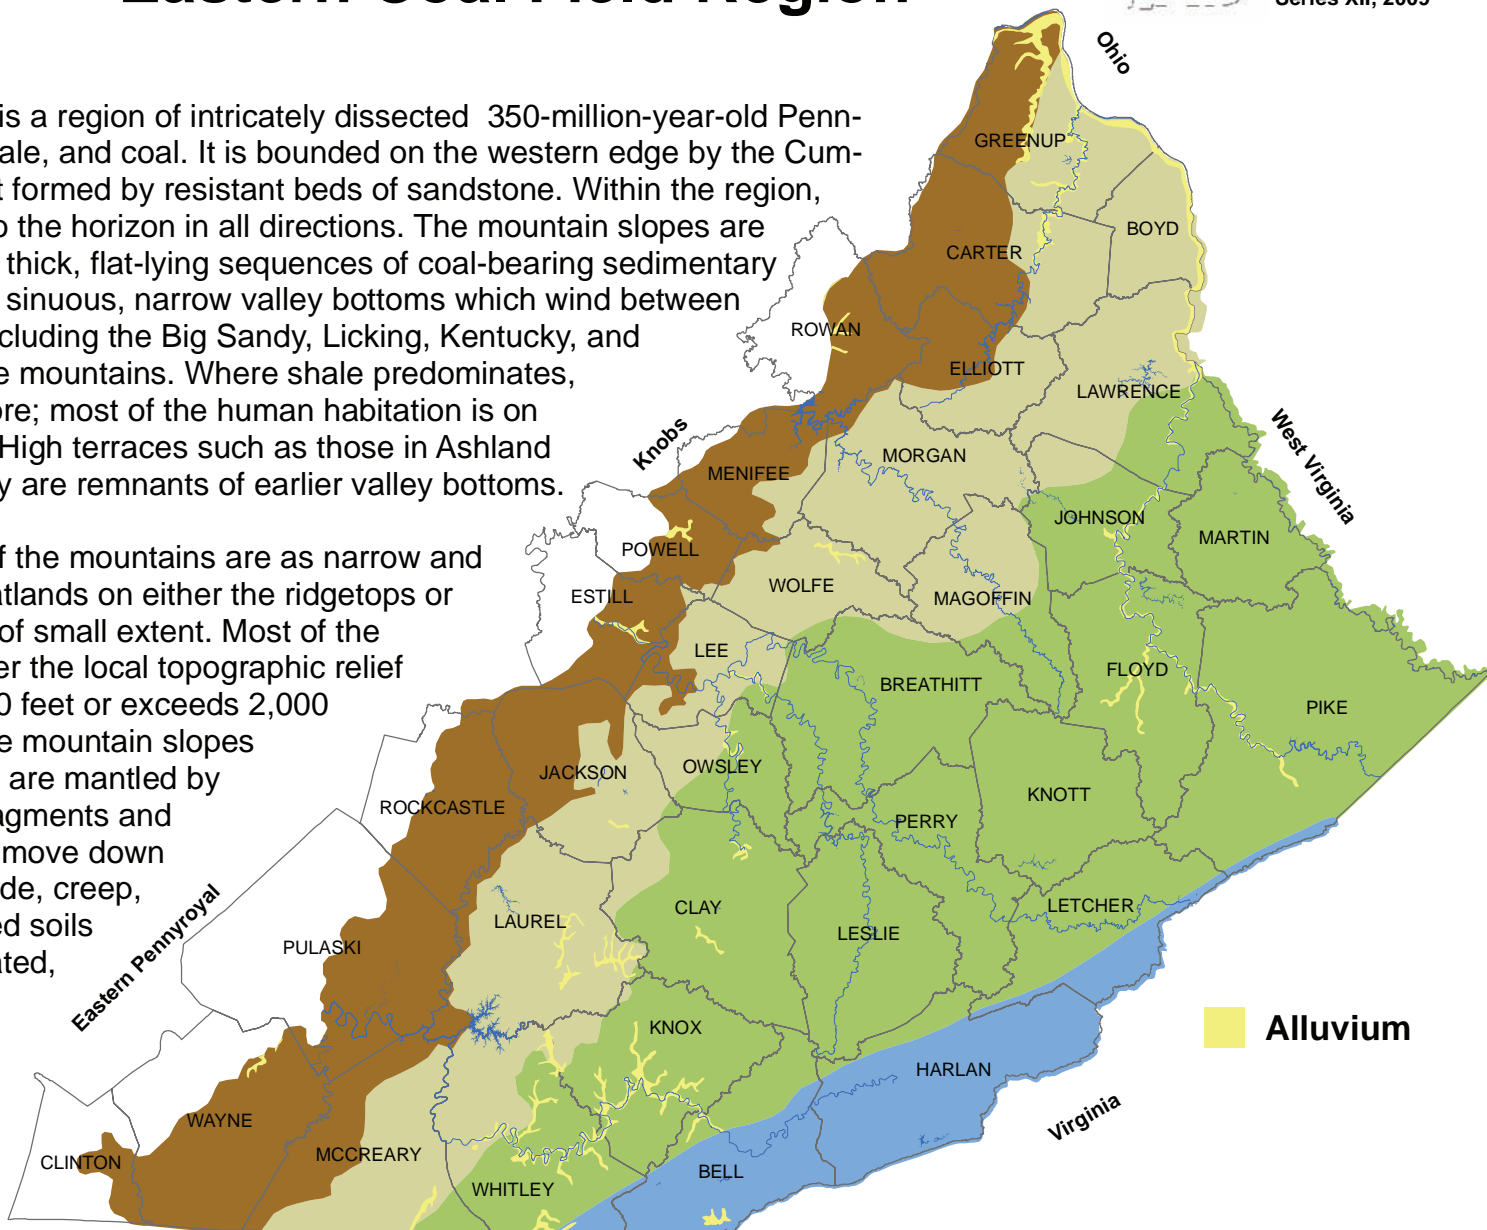 Eastern Coal Field Region
Series XII, 2009
is a region of intricately dissected 350-million-year-old Penn-
ale, and coal. It is bounded on the western edge by the Cum-
t formed by resistant beds of sandstone. Within the region,
o the horizon in all directions. The mountain slopes are
thick, flat-lying sequences of coal-bearing sedimentary
sinuous, narrow valley bottoms which wind between
cluding the Big Sandy, Licking, Kentucky, and
e mountains. Where shale predominates,
ore; most of the human habitation is on
High terraces such as those in Ashland
y are remnants of earlier valley bottoms.
f the mountains are as narrow and
atlands on either the ridgetops or
of small extent. Most of the
er the local topographic relief
0 feet or exceeds 2,000
e mountain slopes
are mantled by
agments and
move down
de, creep,
ed soils
ated,
Ohio
GREENUP
BOYD
CARTER
ROWAN
ELLIOTT
LAWRENCE
West Virginia
Knobs
MORGAN
MENIFEE
JOHNSON
MARTIN
POWELL
WOLFE
ESTILL
MAGOFFIN
LEE
FLOYD
BREATHITT
PIKE
OWSLEY
JACKSON
KNOTT
ROCKCASTLE
PERRY
LETCHER
CLAY
LAUREL
LESLIE
PULASKI
Eastern Pennyroyal
KNOX
Alluvium
HARLAN
Virginia
WAYNE
MCCREARY
CLINTON
BELL
WHITLEY